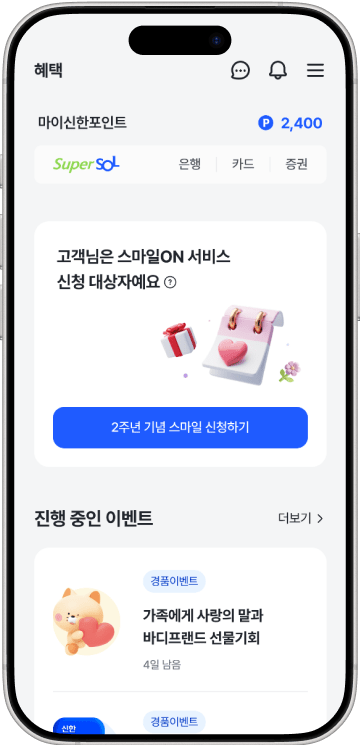 혜택
마이신한포인트
P 2,400
Super SOL 은행 카드 증권
고객님은 스마일ON 서비스
신청 대상자예요 ?
2주년 기념 스마일 신청하기
진행 중인 이벤트
더보기 >
경품이벤트
가족에게 사랑의 말과
바디프랜드 선물기회
4일 남음
신한
경품이벤트